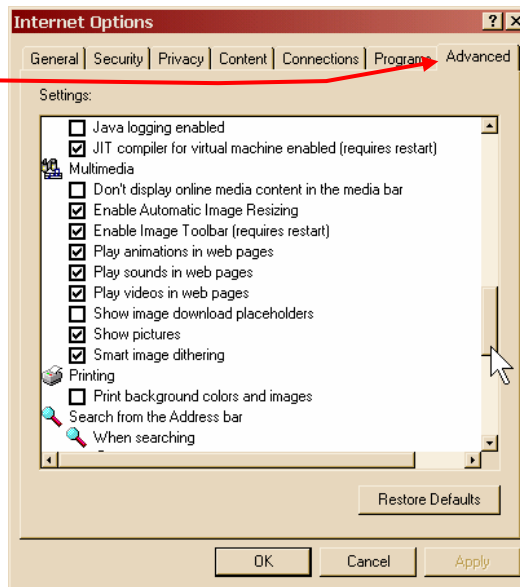 Internet Options
General Security Privacy Content Connections Programs Advanced
Settings:
Java logging enabled
JIT compiler for virtual machine enabled (requires restart)
Multimedia
Don't display online media content in the media bar
Enable Automatic Image Resizing
Enable Image Toolbar (requires restart)
Play animations in web pages
Play sounds in web pages
Play videos in web pages
Show image download placeholders
Show pictures
Smart image dithering
Printing
Print background colors and images
Search from the Address bar
When searching
Restore Defaults
OK Cancel Apply